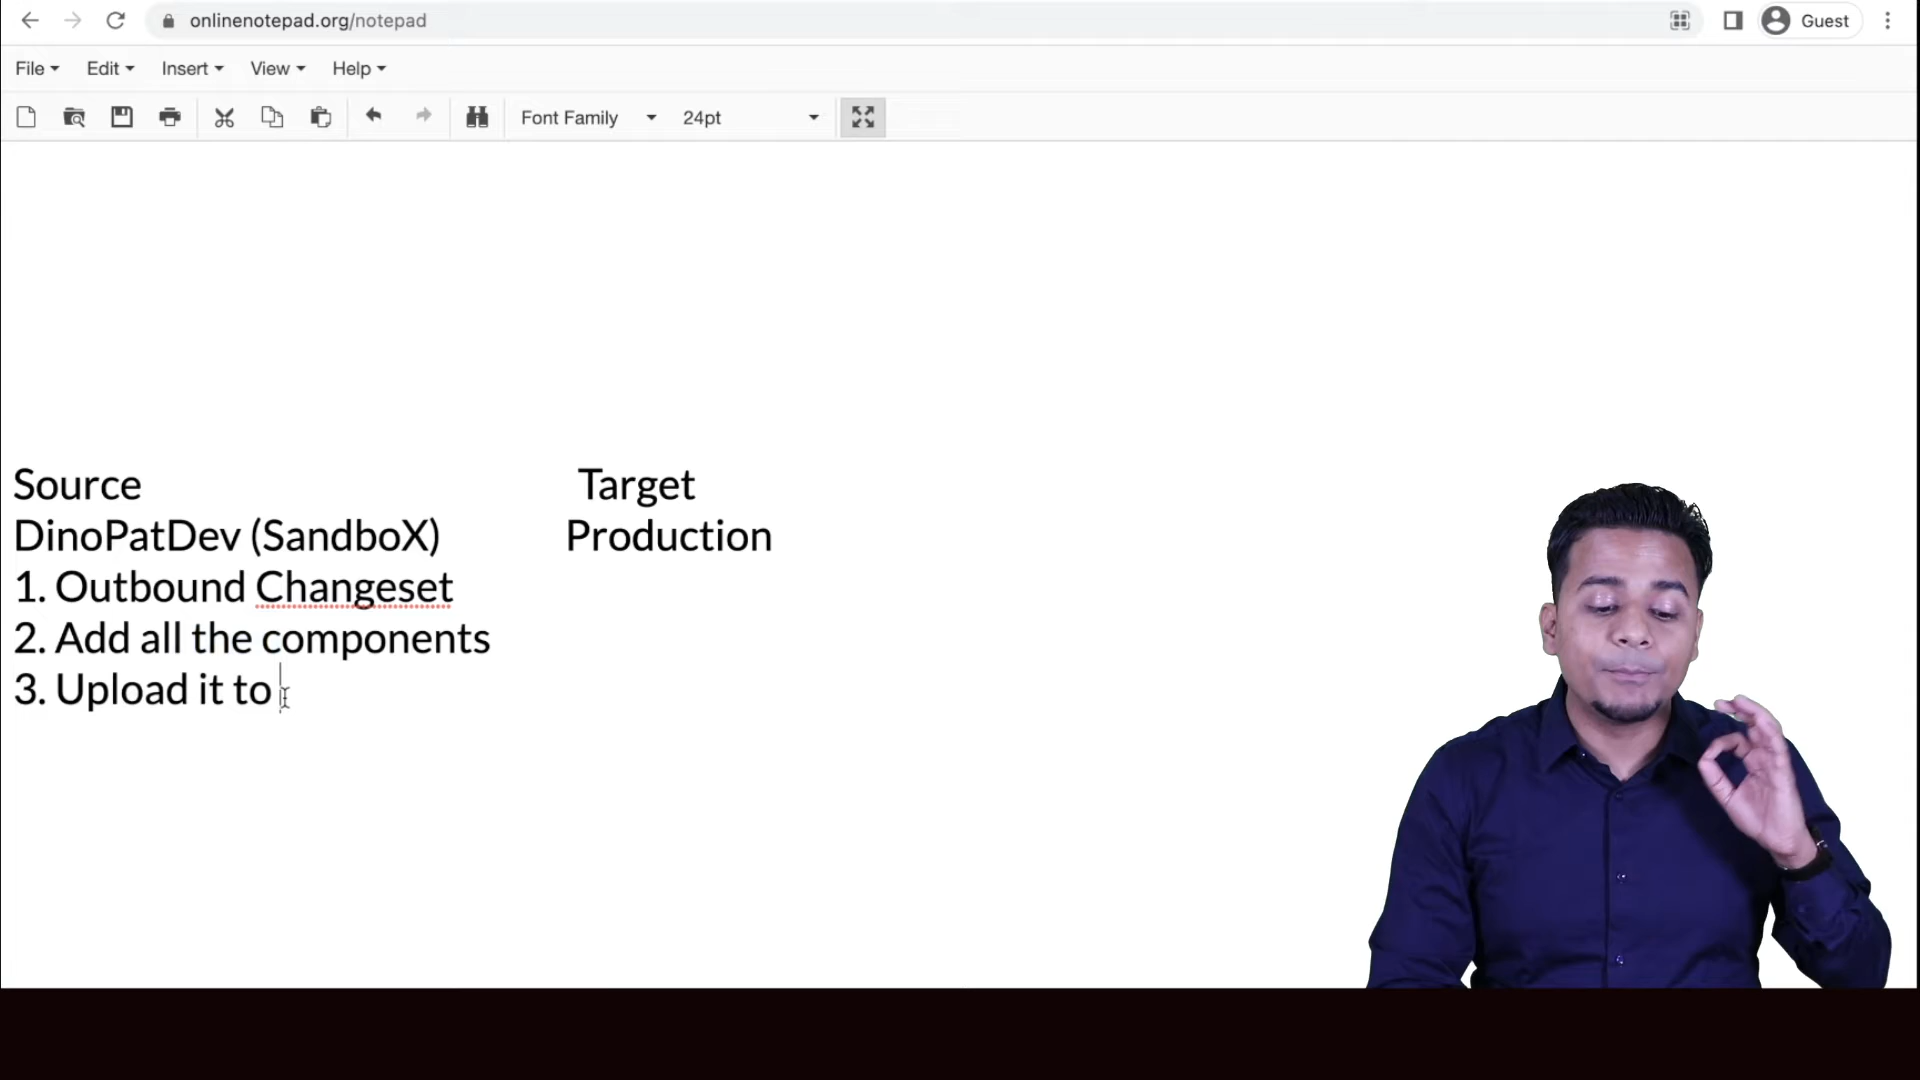 onlinenotepad.org/notepad
Guest
File Edit Insert View Help
Font Family 24pt
Source Target
DinoPatDev (SandboX) Production
1. Outbound Changeset
2. Add all the components
3. Upload it to